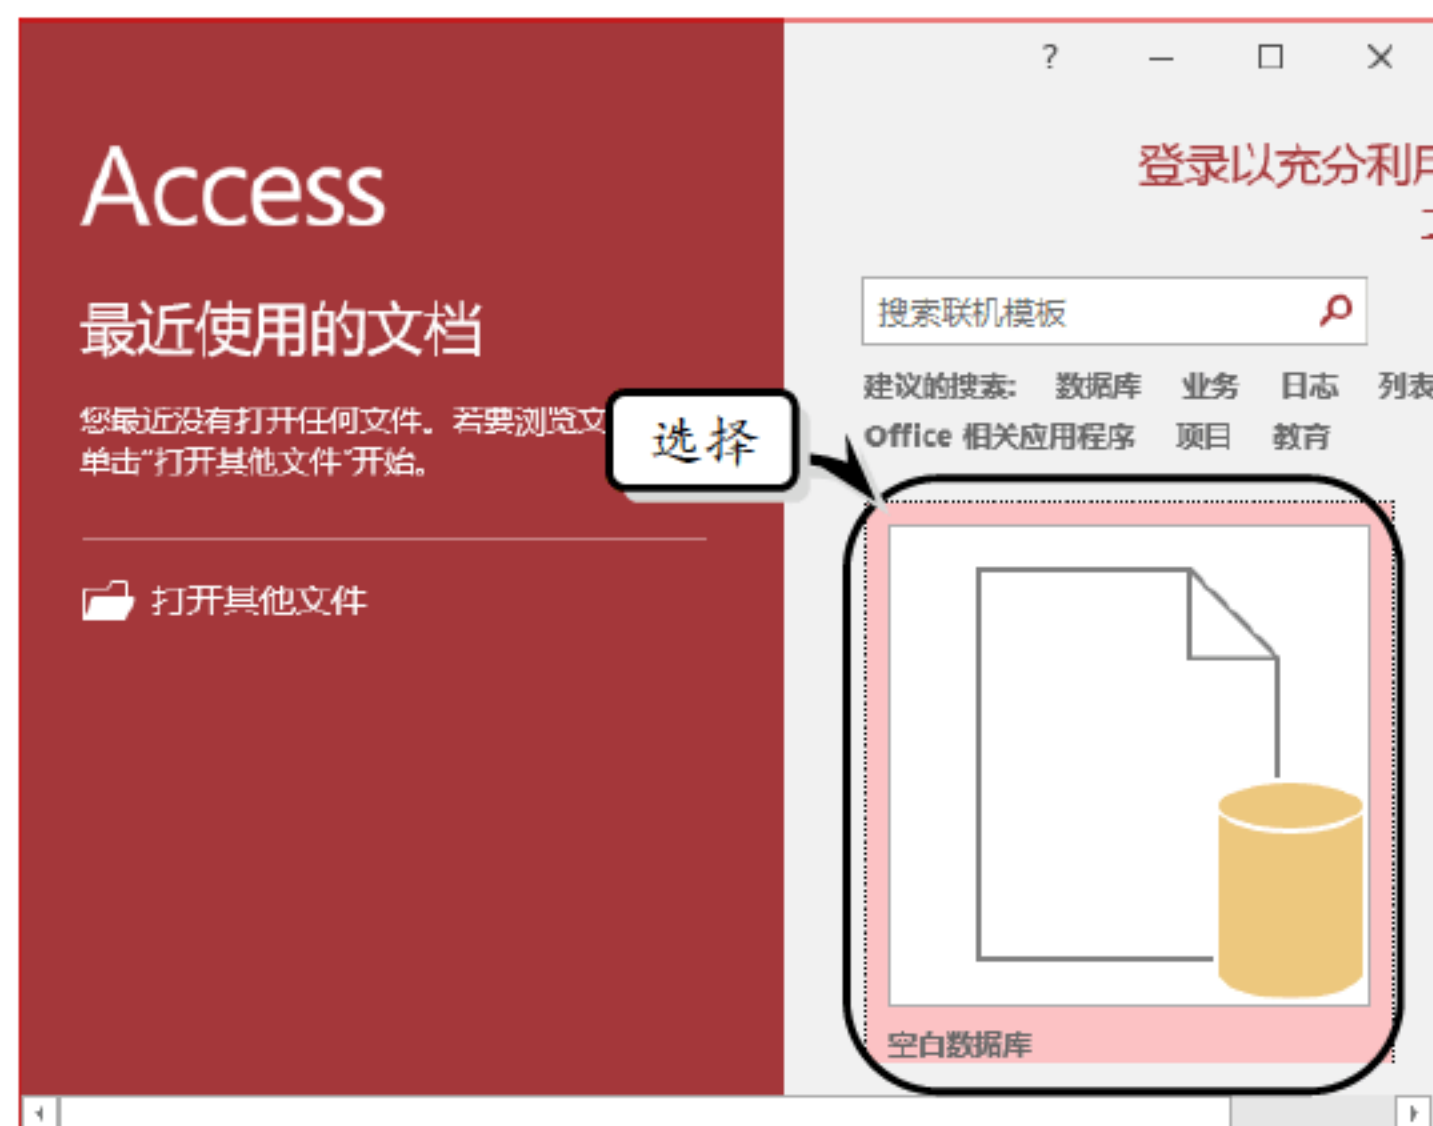 Access
最近使用的文档
您最近没有打开任何文件。若要浏览文
单击“打开其他文件”开始。
打开其他文件
选择
?
登录以充分利用
搜索联机模板
建议的搜索: 数据库 业务 日志 列表
Office 相关应用程序 项目 教育
空白数据库